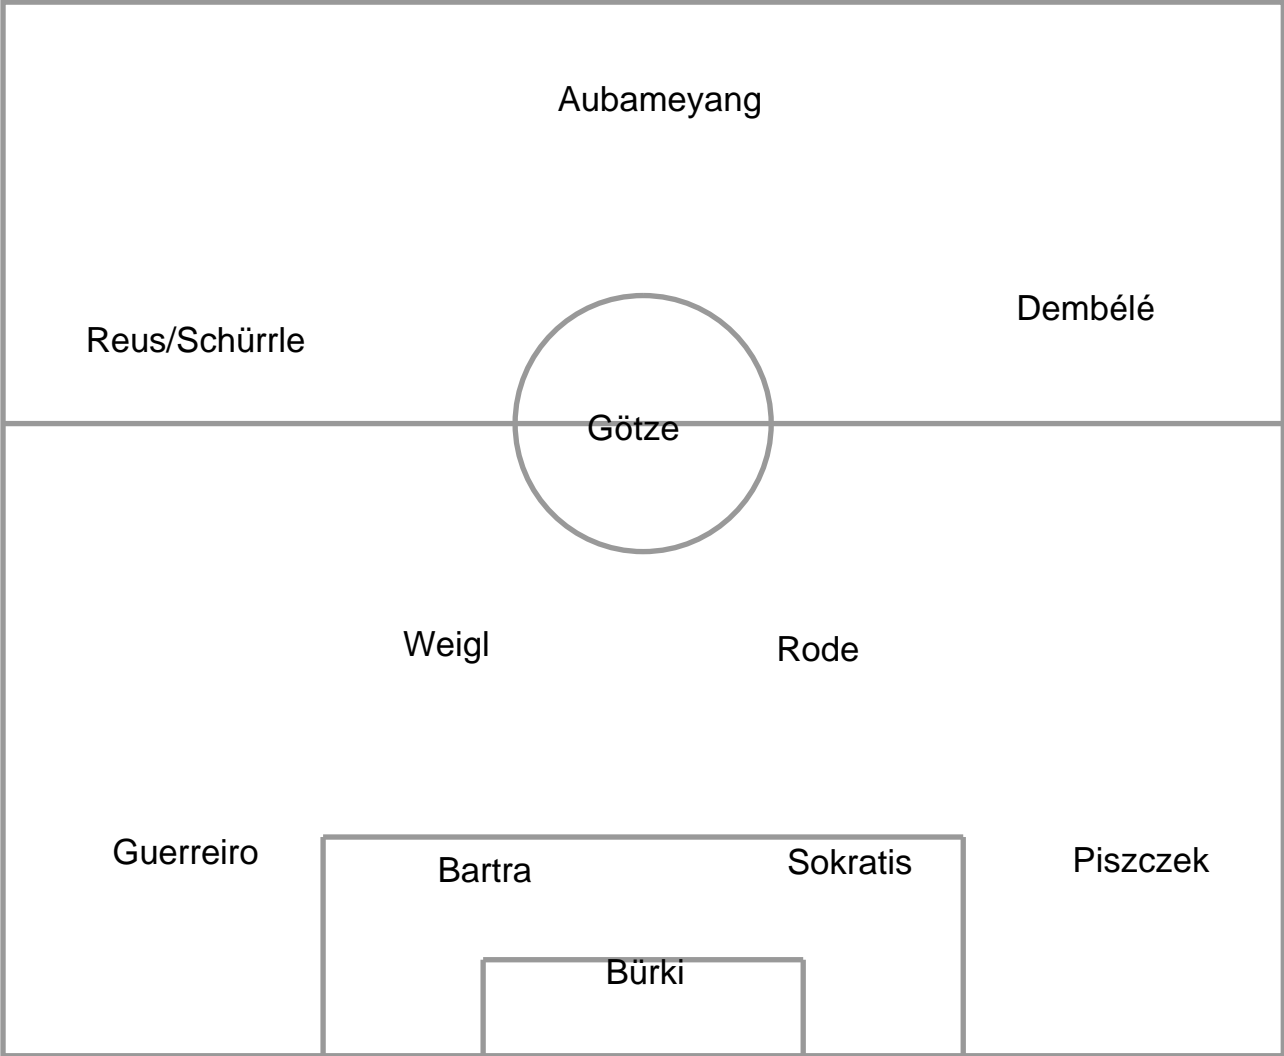 Aubameyang
Dembélé
Reus/Schürrle
Götze
Weigl
Rode
Guerreiro
Bartra
Sokratis
Piszczek
Bürki